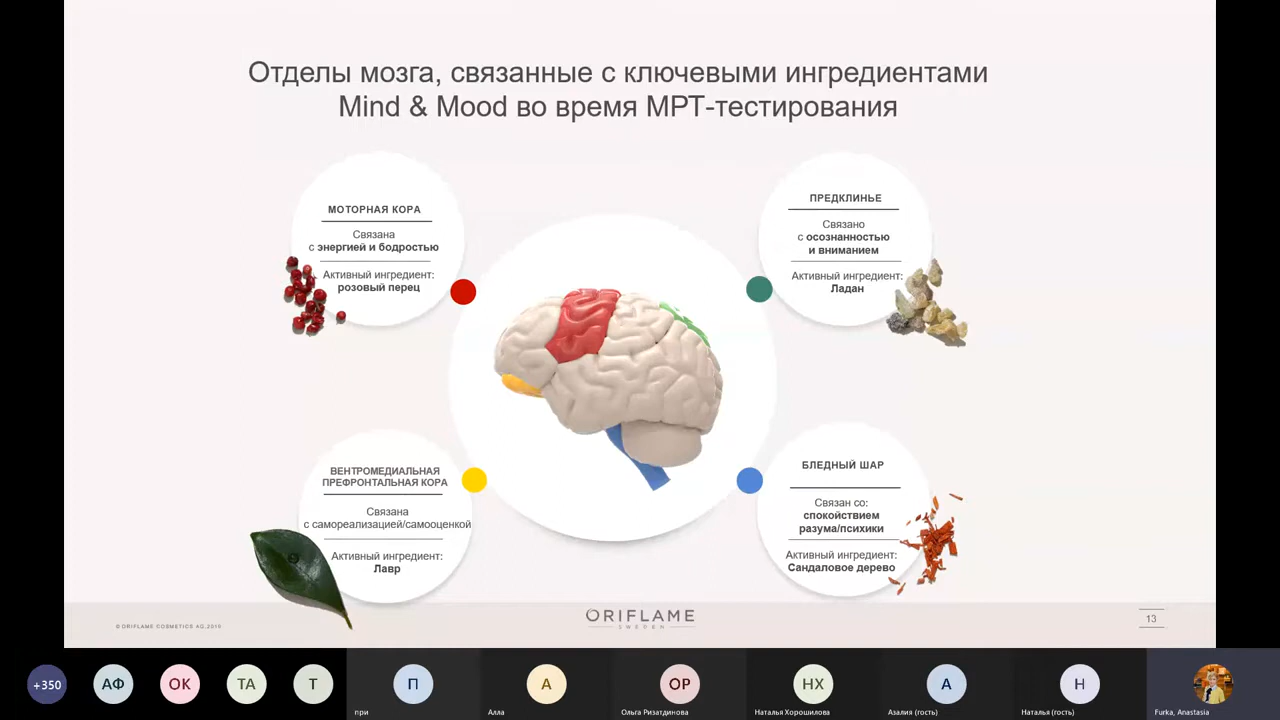 Отделы мозга, связанные с ключевыми ингредиентами
Mind & Mood во время МРТ-тестирования
МОТОРНАЯ КОРА
Связана
с энергией и бодростью
Активный ингредиент:
розовый перец
ПРЕДКЛИНЬЕ
Связано
с осознанностью
и вниманием
Активный ингредиент:
Ладан
ВЕНТРОМЕДИАЛЬНАЯ
ПРЕФРОНТАЛЬНАЯ КОРА
Связана
с самореализацией/самооценкой
Активный ингредиент:
Лавр
БЛЕДНЫЙ ШАР
Связан со:
спокойствием
разума/психики
Активный ингредиент:
Сандаловое дерево
© ORIFLAME COSMETICS AG,2019
ORIFLAME
SWEDEN
13
+350
АФ
ОК
ТА
Т
П
при
А
Алла
ОР
Ольга Ризатдинова
НХ
Наталья Хорошилова
А
Азалия (гость)
Н
Наталья (гость)
Furka, Anastasia